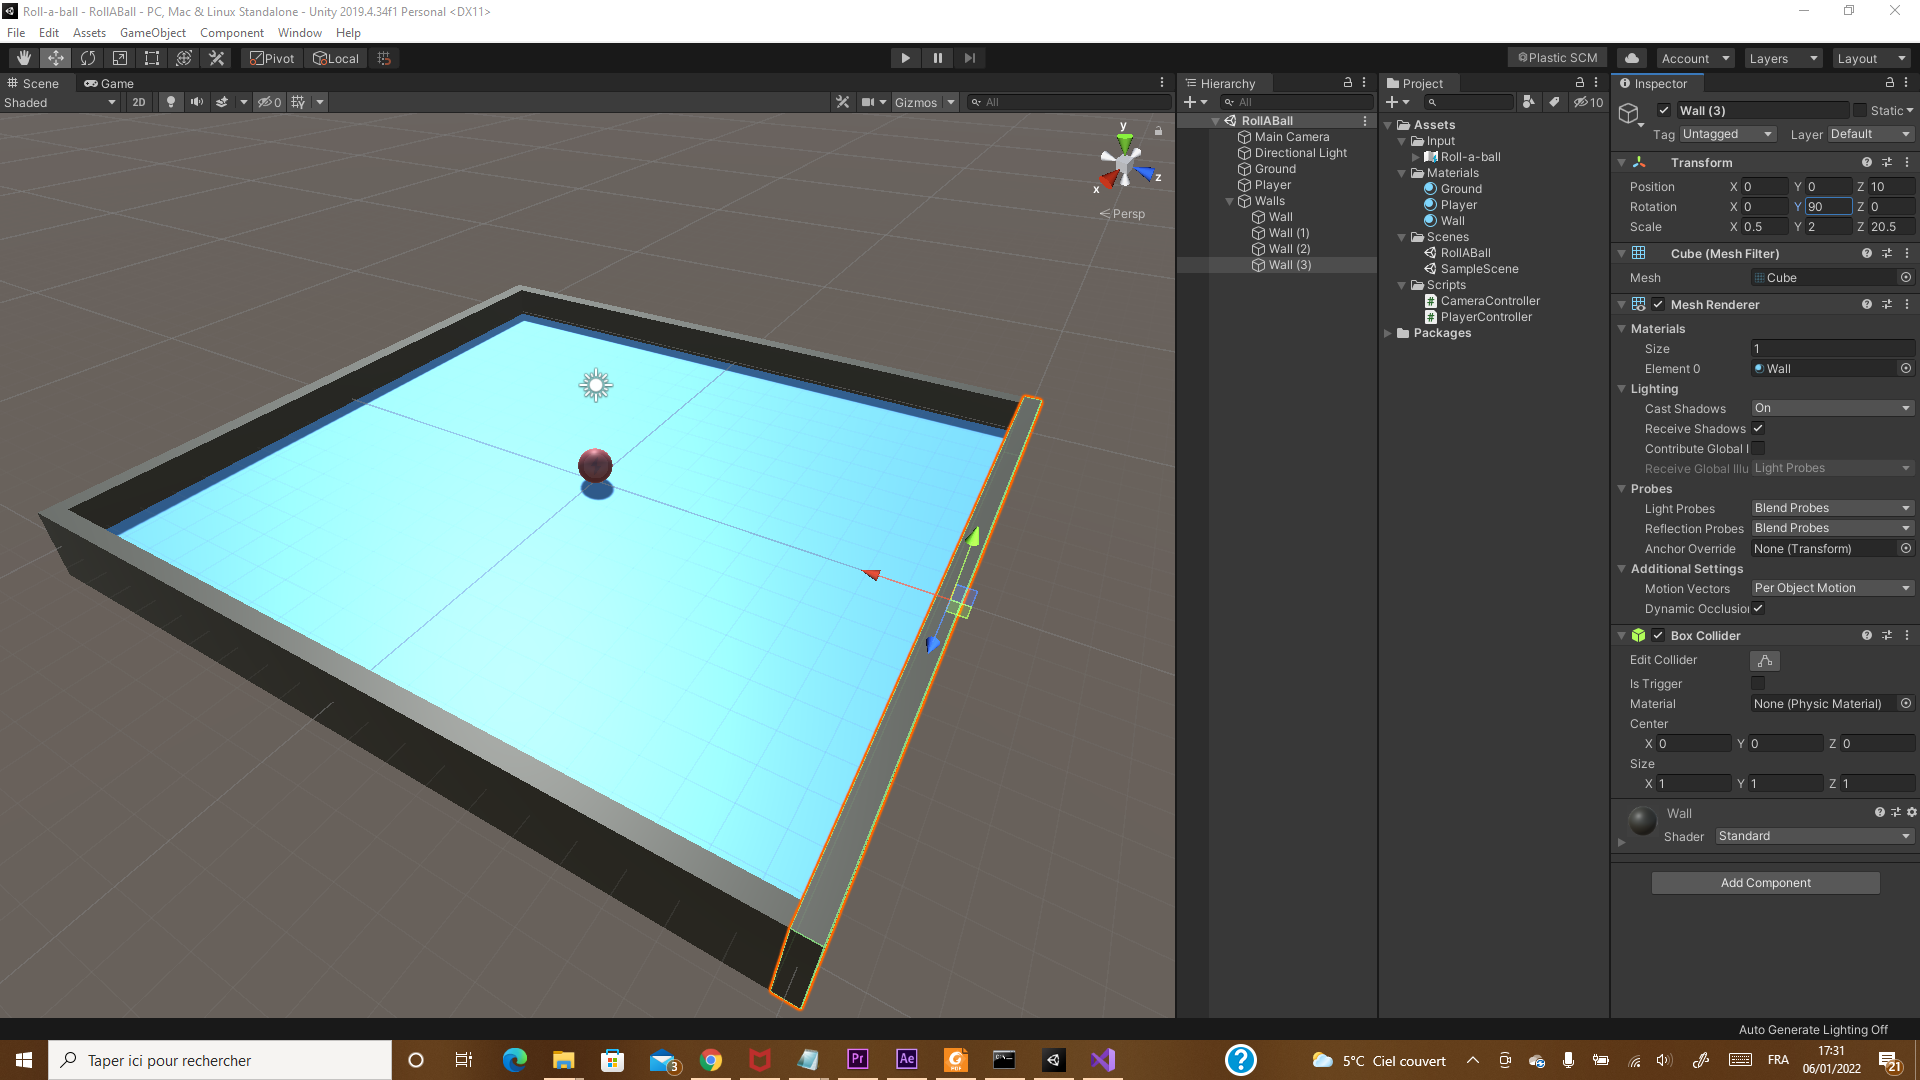 Roll-a-ball - RollABall - PC, Mac & Linux Standalone - Unity 2019.4.34f1 Personal <DX11>
File Edit Assets GameObject Component Window Help
Pivot Local Plastic SCM Account Layers Layout
Scene Game
Shaded 2D 0 Gizmos All
y
x
z
Persp
Hierarchy
All
RollABall
Main Camera
Directional Light
Ground
Player
Walls
Wall
Wall (1)
Wall (2)
Wall (3)
Project
10
Assets
Input
Roll-a-ball
Materials
Ground
Player
Wall
Scenes
RollABall
SampleScene
Scripts
CameraController
PlayerController
Packages
Inspector
Wall (3) Static
Tag Untagged Layer Default
Transform
Position X 0 Y 0 Z 10
Rotation X 0 Y 90 Z 0
Scale X 0.5 Y 2 Z 20.5
Cube (Mesh Filter)
Mesh Cube
Mesh Renderer
Materials
Size 1
Element 0 Wall
Lighting
Cast Shadows On
Receive Shadows
Contribute Global I
Receive Global Illu Light Probes
Probes
Light Probes Blend Probes
Reflection Probes Blend Probes
Anchor Override None (Transform)
Additional Settings
Motion Vectors Per Object Motion
Dynamic Occlusio
Box Collider
Edit Collider
Is Trigger
Material None (Physic Material)
Center
X 0 Y 0 Z 0
Size
X 1 Y 1 Z 1
Wall
Shader Standard
Add Component
Auto Generate Lighting Off
Taper ici pour rechercher
3
Pr
Ae
PDF
5°C Ciel couvert
FRA
17:31
06/01/2022
21